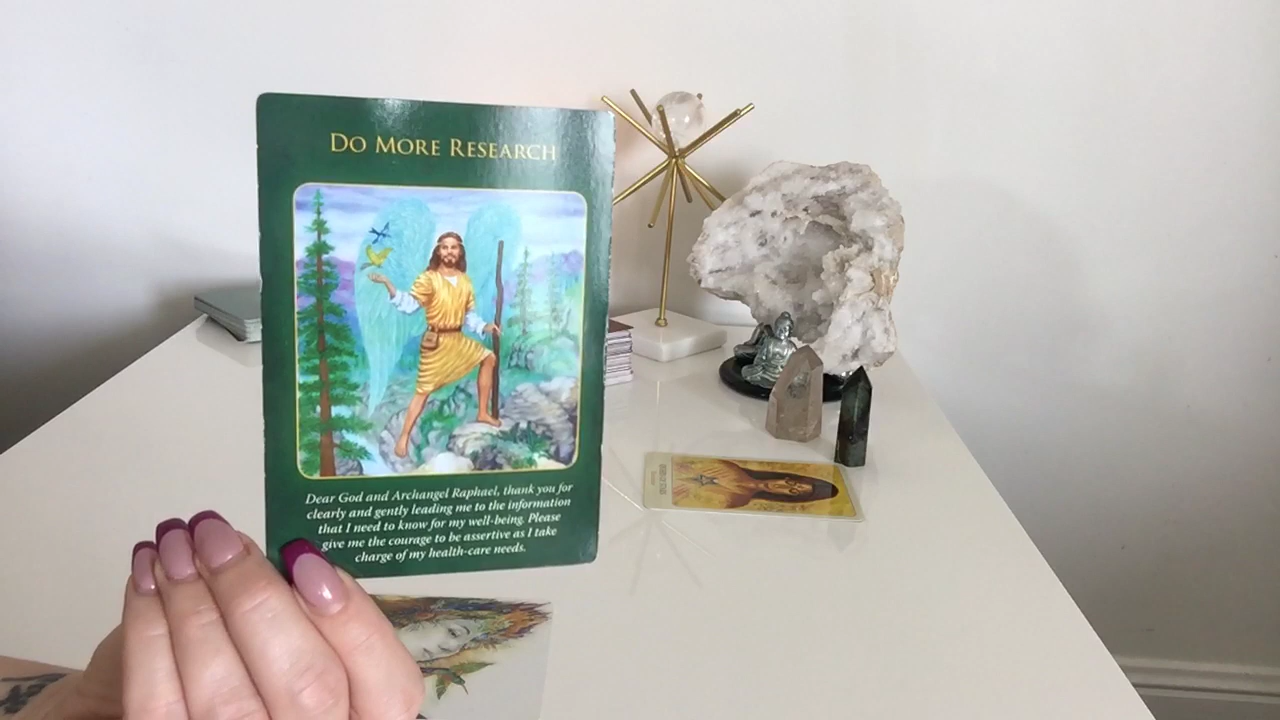 DO MORE RESEARCH
Dear God and Archangel Raphael, thank you for
clearly and gently leading me to the information
that I need to know for my well-being. Please
give me the courage to be assertive as I take
charge of my health-care needs.